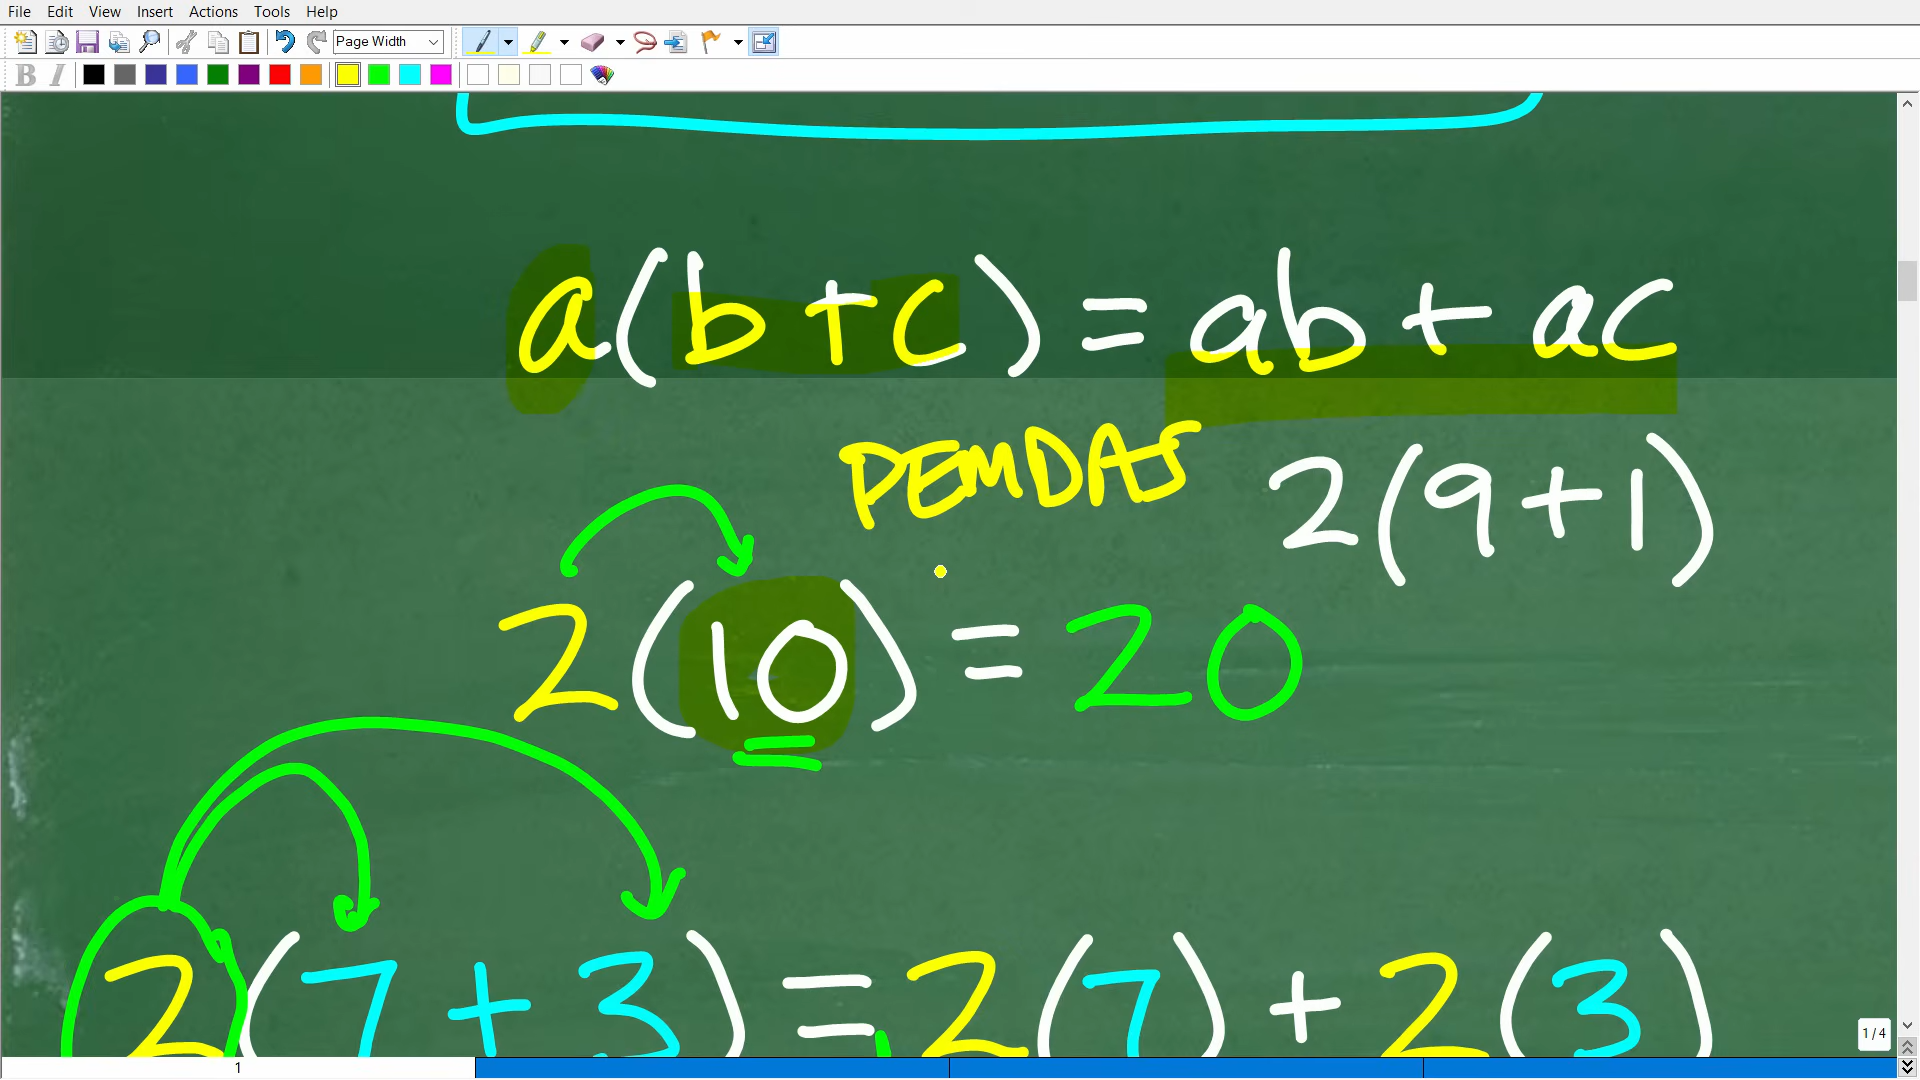 File Edit View Insert Actions Tools Help
Page Width
B I
a(b+c) = ab + ac
PEMDAS
2(9+1)
2(10) = 20
2(7+3) = 2(7) + 2(3)
1 / 4
1